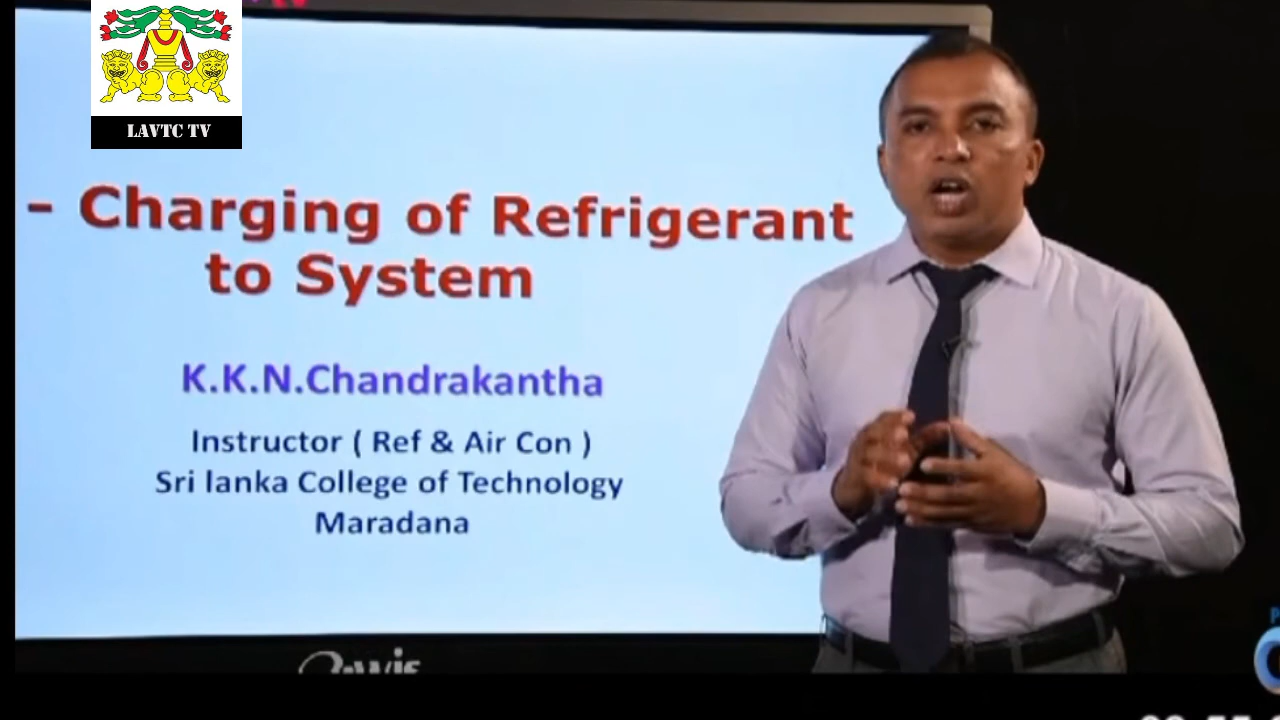 LAVTC TV
- Charging of Refrigerant
to System
K.K.N.Chandrakantha
Instructor ( Ref & Air Con )
Sri lanka College of Technology
Maradana